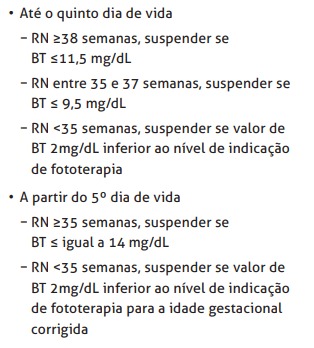 • Até o quinto dia de vida
– RN ≥38 semanas, suspender se
BT ≤11,5 mg/dL
– RN entre 35 e 37 semanas, suspender se
BT ≤ 9,5 mg/dL
– RN <35 semanas, suspender se valor de
BT 2mg/dL inferior ao nível de indicação
de fototerapia
• A partir do 5º dia de vida
– RN ≥35 semanas, suspender se
BT ≤ igual a 14 mg/dL
– RN <35 semanas, suspender se valor de
BT 2mg/dL inferior ao nível de indicação
de fototerapia para a idade gestacional
corrigida